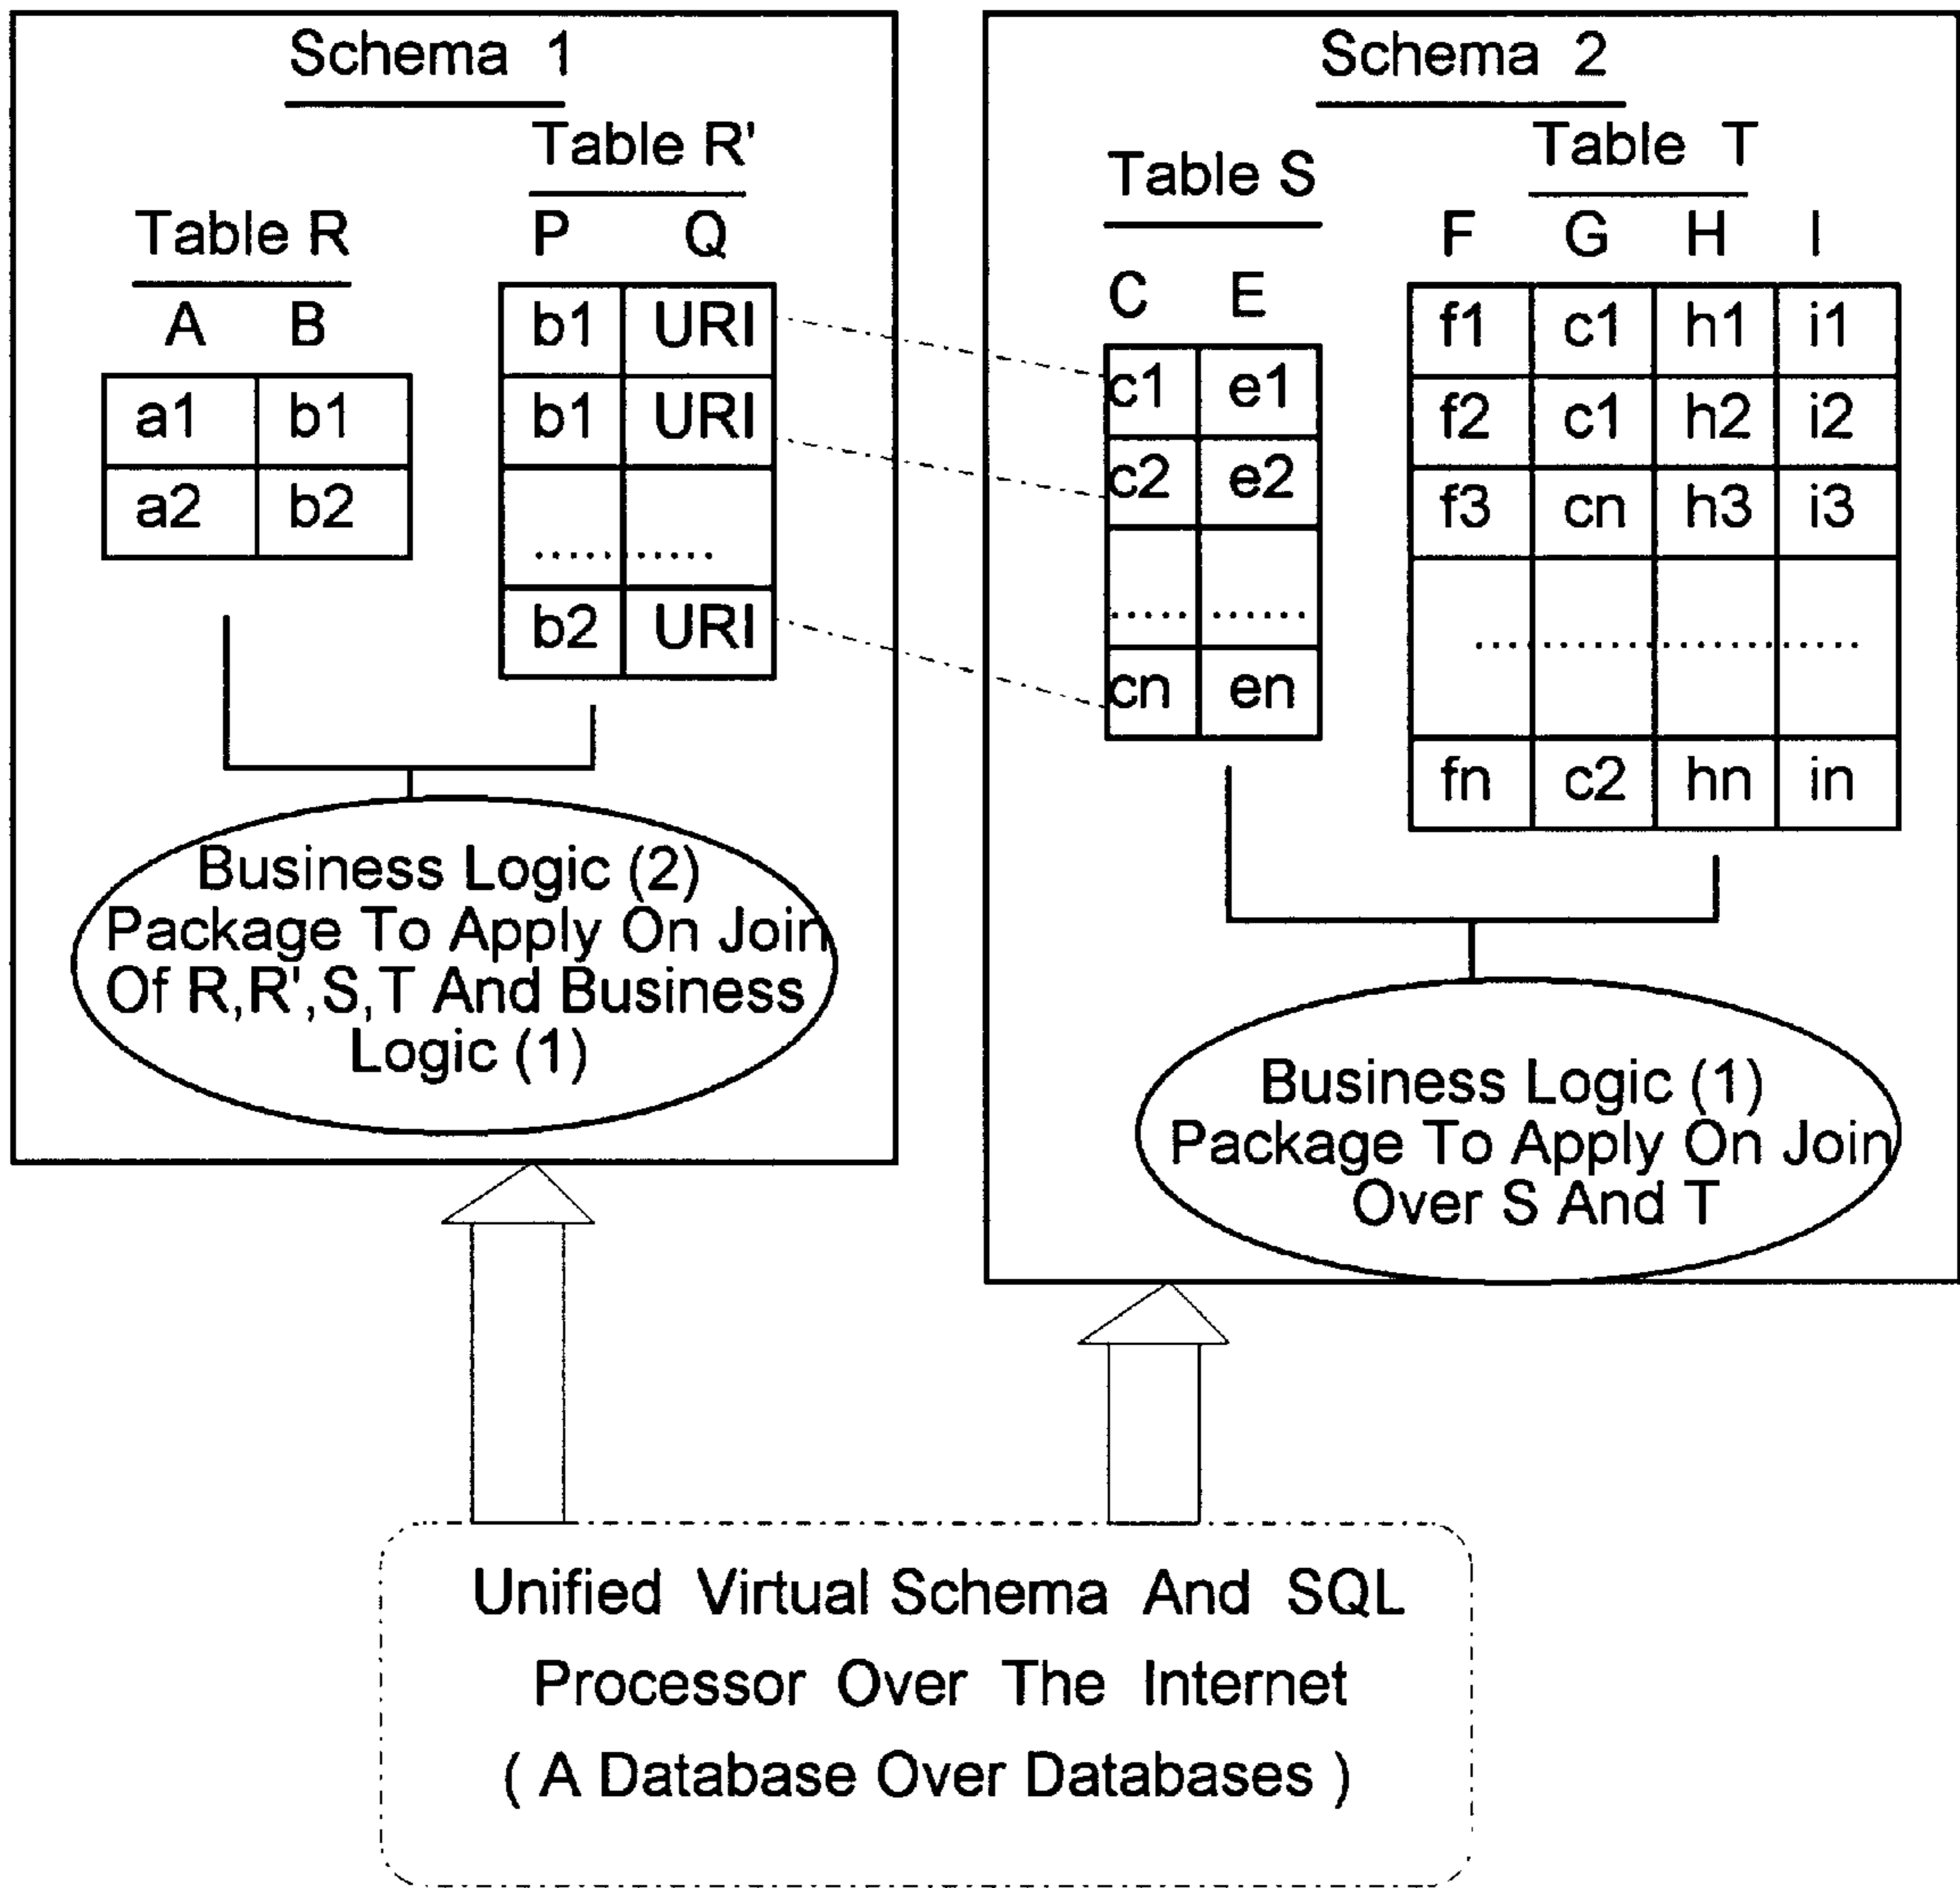 Schema 1
Table R'
Table R
P Q
A B
b1 URI
b1 URI
............
b2 URI
a1 b1
a2 b2
Business Logic (2)
Package To Apply On Join
Of R,R',S,T And Business
Logic (1)
Schema 2
Table S
C E
c1 e1
c2 e2
..... ......
cn en
Table T
F G H I
f1 c1 h1 i1
f2 c1 h2 i2
f3 cn h3 i3
..........................
fn c2 hn in
Business Logic (1)
Package To Apply On Join
Over S And T
Unified Virtual Schema And SQL
Processor Over The Internet
( A Database Over Databases )